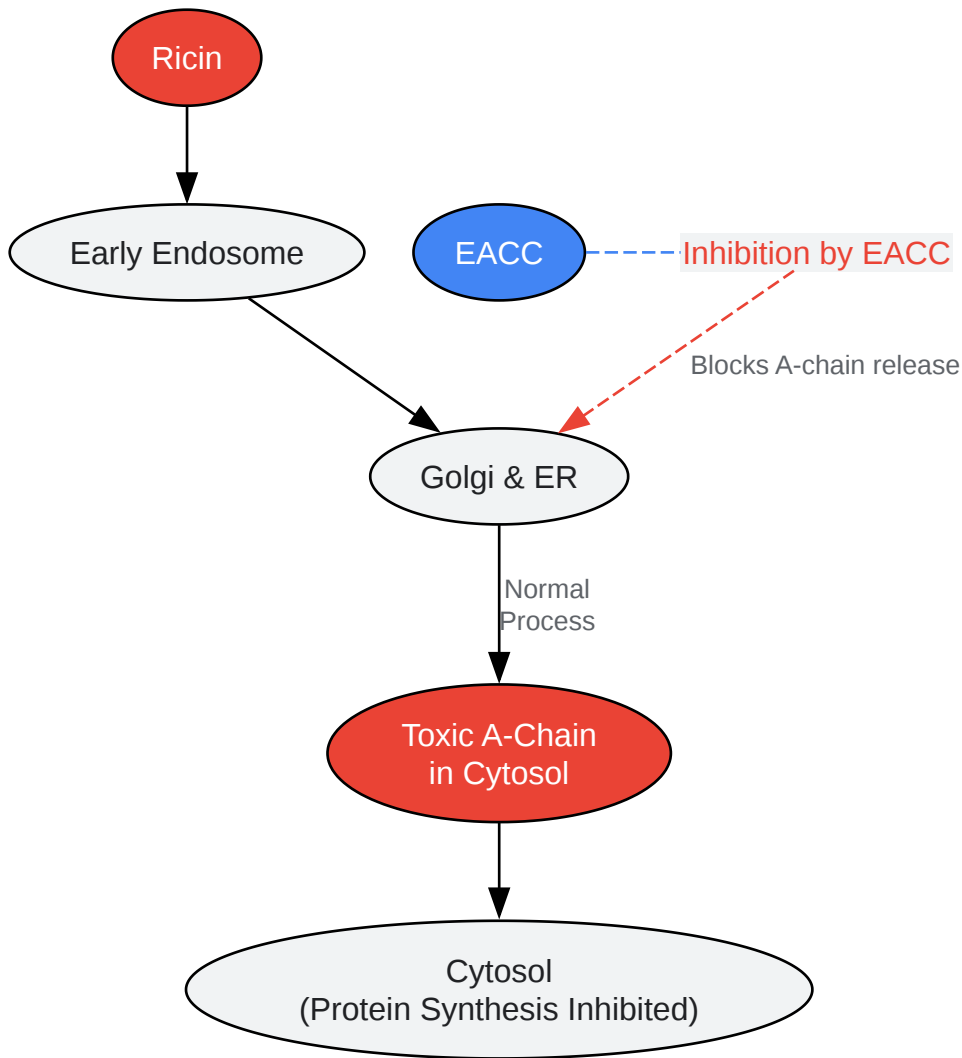 Ricin
Early Endosome
EACC
Inhibition by EACC
Blocks A-chain release
Golgi & ER
Normal
Process
Toxic A-Chain
in Cytosol
Cytosol
(Protein Synthesis Inhibited)